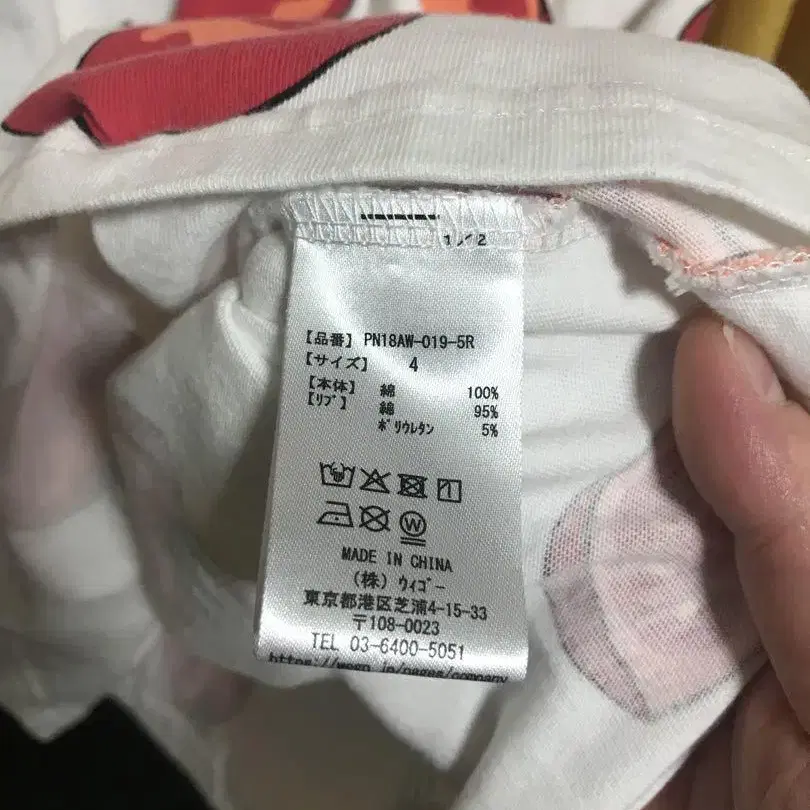 【品番】 PN18AW-019-5R
【サイズ】 4
【本体】 綿 100%
【リブ】 綿 95%
ポリウレタン 5%
MADE IN CHINA
(株) ウィゴー
東京都港区芝浦4-15-33
〒108-0023
TEL 03-6400-5051